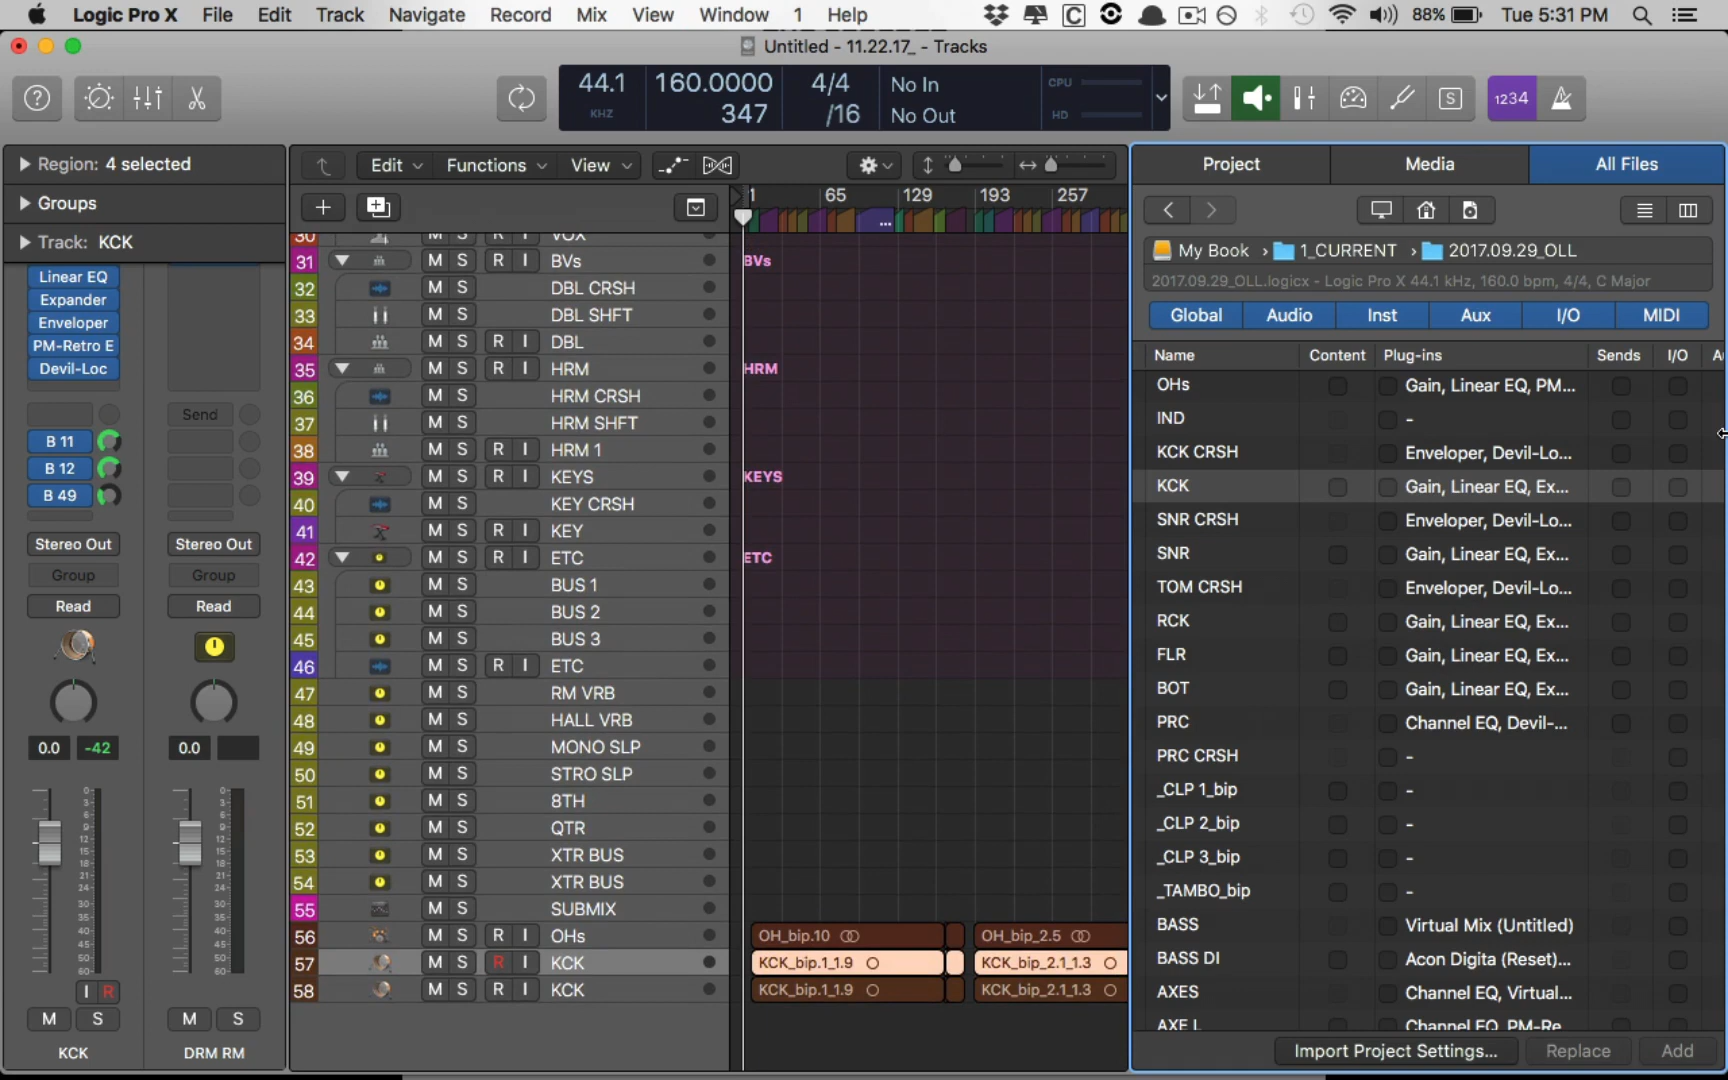 Logic Pro X File Edit Track Navigate Record Mix View Window 1 Help 88% Tue 5:31 PM
Untitled - 11.22.17_ - Tracks
44.1 KHZ 160.0000 347 4/4 /16 No In No Out CPU HD
S 1234
Region: 4 selected
Groups
Track: KCK
Linear EQ
Expander
Enveloper
PM-Retro E
Devil-Loc
Send
B 11
B 12
B 49
Stereo Out Stereo Out
Group Group
Read Read
0.0 -42 0.0
I R
M S M S
KCK DRM RM
Edit Functions View
1 65 129 193 257
30 M S R I VOX
31 M S R I BVs BVs
32 M S DBL CRSH
33 M S DBL SHFT
34 M S R I DBL
35 M S R I HRM HRM
36 M S HRM CRSH
37 M S HRM SHFT
38 M S R I HRM 1
39 M S R I KEYS KEYS
40 M S KEY CRSH
41 M S R I KEY
42 M S R I ETC ETC
43 M S BUS 1
44 M S BUS 2
45 M S BUS 3
46 M S R I ETC
47 M S RM VRB
48 M S HALL VRB
49 M S MONO SLP
50 M S STRO SLP
51 M S 8TH
52 M S QTR
53 M S XTR BUS
54 M S XTR BUS
55 M S SUBMIX
56 M S R I OHs OH_bip.10 OH_bip_2.5
57 M S R I KCK KCK_bip.1_1.9 KCK_bip_2.1_1.3
58 M S R I KCK KCK_bip.1_1.9 KCK_bip_2.1_1.3
Project Media All Files
My Book 1_CURRENT 2017.09.29_OLL
2017.09.29_OLL.logicx - Logic Pro X 44.1 kHz, 160.0 bpm, 4/4, C Major
Global Audio Inst Aux I/O MIDI
Name Content Plug-ins Sends I/O
OHs Gain, Linear EQ, PM...
IND -
KCK CRSH Enveloper, Devil-Lo...
KCK Gain, Linear EQ, Ex...
SNR CRSH Enveloper, Devil-Lo...
SNR Gain, Linear EQ, Ex...
TOM CRSH Enveloper, Devil-Lo...
RCK Gain, Linear EQ, Ex...
FLR Gain, Linear EQ, Ex...
BOT Gain, Linear EQ, Ex...
PRC Channel EQ, Devil-...
PRC CRSH -
_CLP 1_bip -
_CLP 2_bip -
_CLP 3_bip -
_TAMBO_bip -
BASS Virtual Mix (Untitled)
BASS DI Acon Digita (Reset)...
AXES Channel EQ, Virtual...
AXE L Channel EQ, PM-Re
Import Project Settings... Replace Add